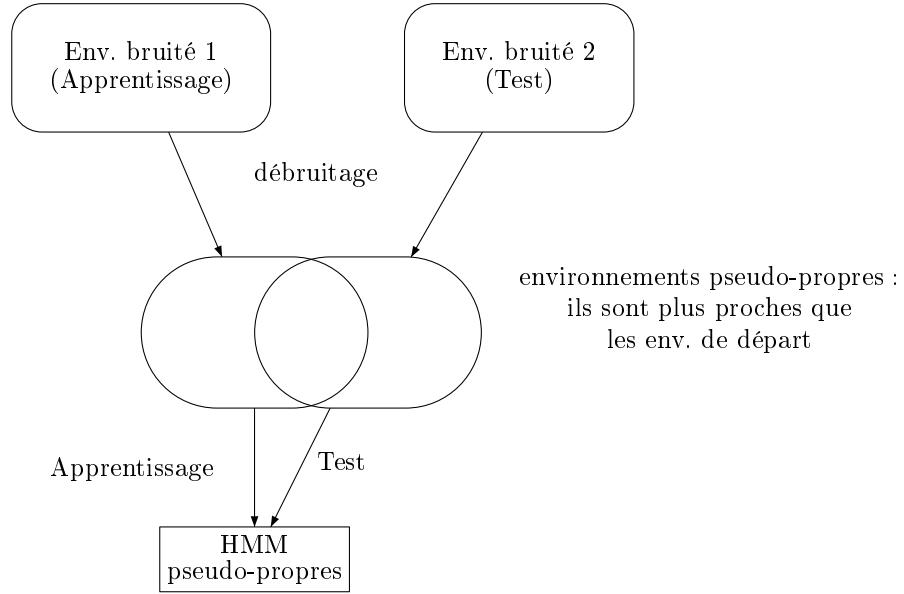 Env. bruité 1
(Apprentissage)
Env. bruité 2
(Test)
débruitage
environnements pseudo-propres :
ils sont plus proches que
les env. de départ
Apprentissage
Test
HMM
pseudo-propres